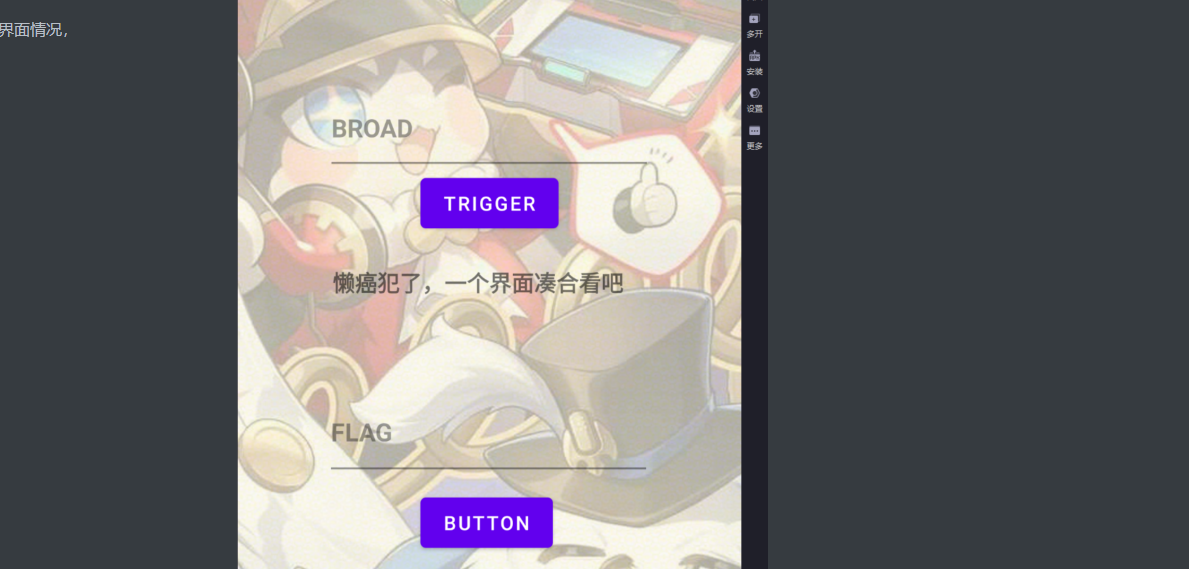 界面情况，
多开
安装
设置
更多
BROAD
TRIGGER
懒癌犯了，一个界面凑合看吧
FLAG
BUTTON